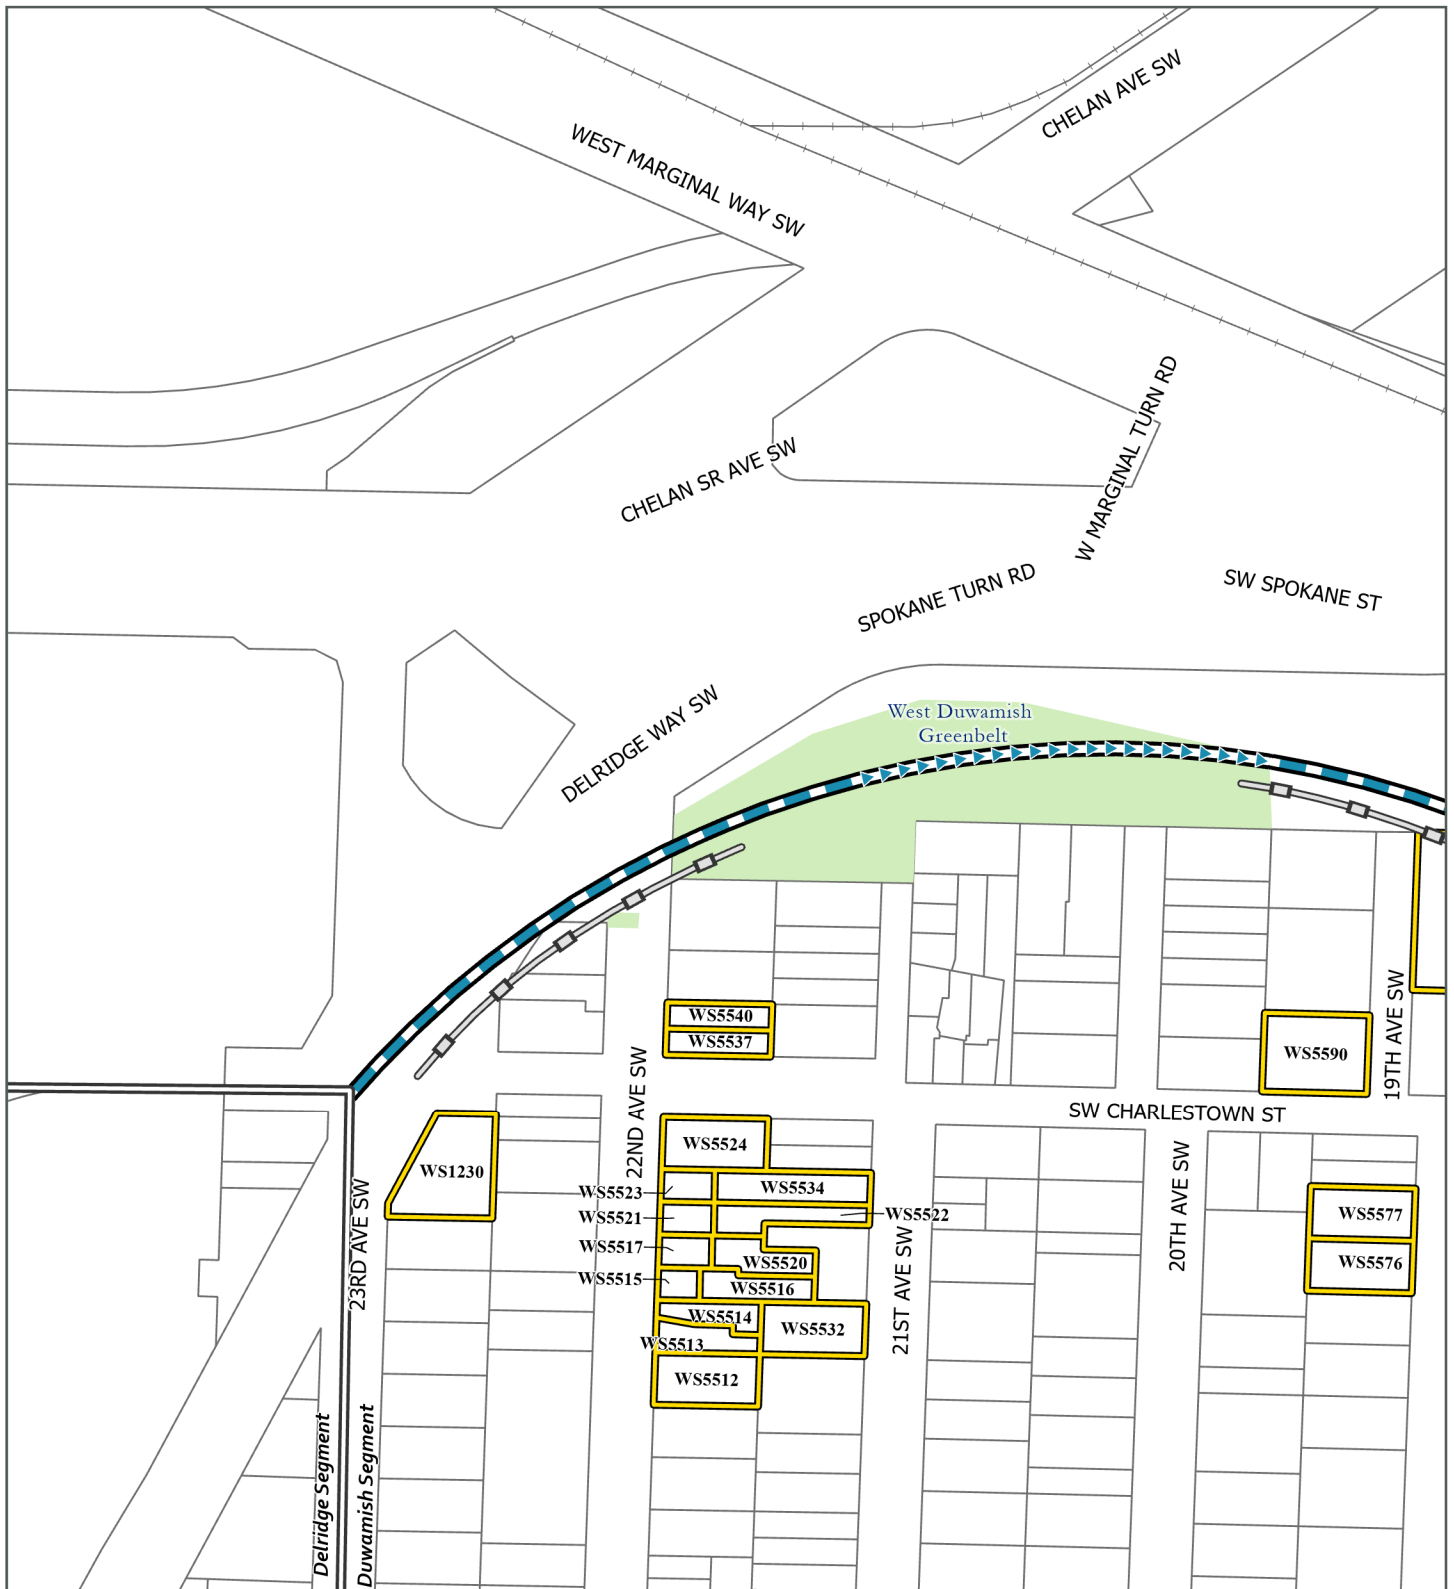 CHELAN AVE SW
WEST MARGINAL WAY SW
W MARGINAL TURN RD
CHELAN SR AVE SW
SPOKANE TURN RD
SW SPOKANE ST
DELRIDGE WAY SW
West Duwamish
Greenbelt
19TH AVE SW
WS5540
WS5537
WS5590
22ND AVE SW
SW CHARLESTOWN ST
WS5524
WS1230
WS5523
WS5534
20TH AVE SW
23RD AVE SW
WS5521
WS5522
WS5577
WS5517
WS5520
WS5576
WS5515
WS5516
21ST AVE SW
WS5514
WS5532
WS5513
WS5512
Delridge Segment
Duwamish Segment